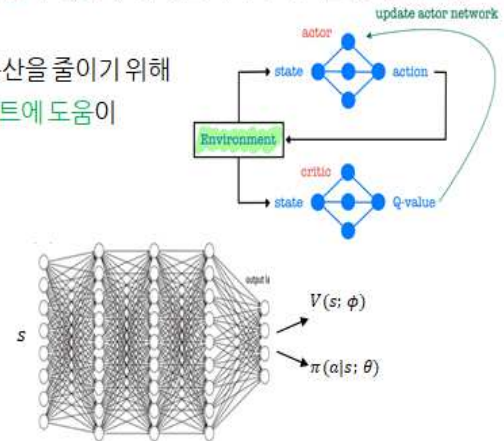 update actor network
actor
산을 줄이기 위해
state
action
트에 도움이
Environment
critic
state
Q-value
V(s; ϕ)
s
π(a|s; θ)